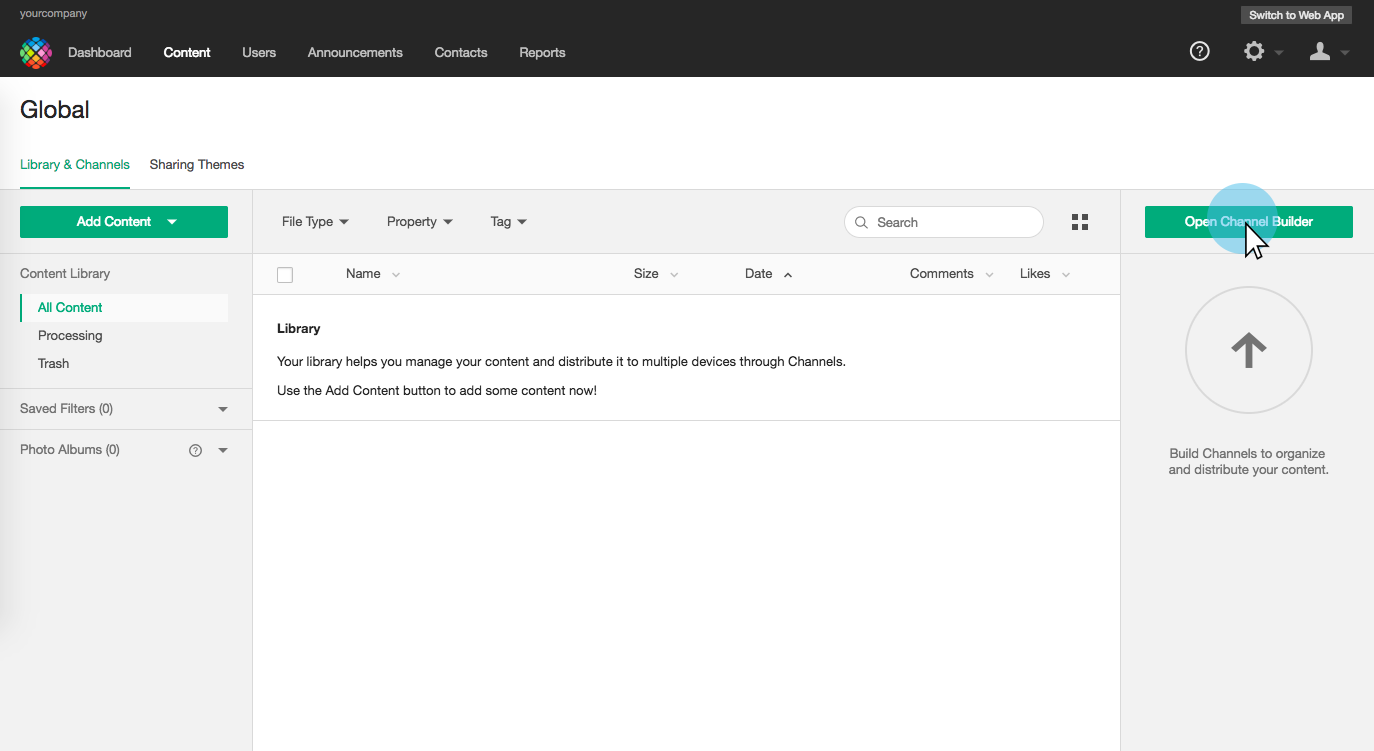 yourcompany
Switch to Web App
Dashboard Content Users Announcements Contacts Reports
Global
Library & Channels Sharing Themes
Add Content
File Type Property Tag
Search
Open Channel Builder
Content Library
Name Size Date Comments Likes
All Content
Processing
Trash
Library
Your library helps you manage your content and distribute it to multiple devices through Channels.
Use the Add Content button to add some content now!
Saved Filters (0)
Photo Albums (0)
Build Channels to organize
and distribute your content.